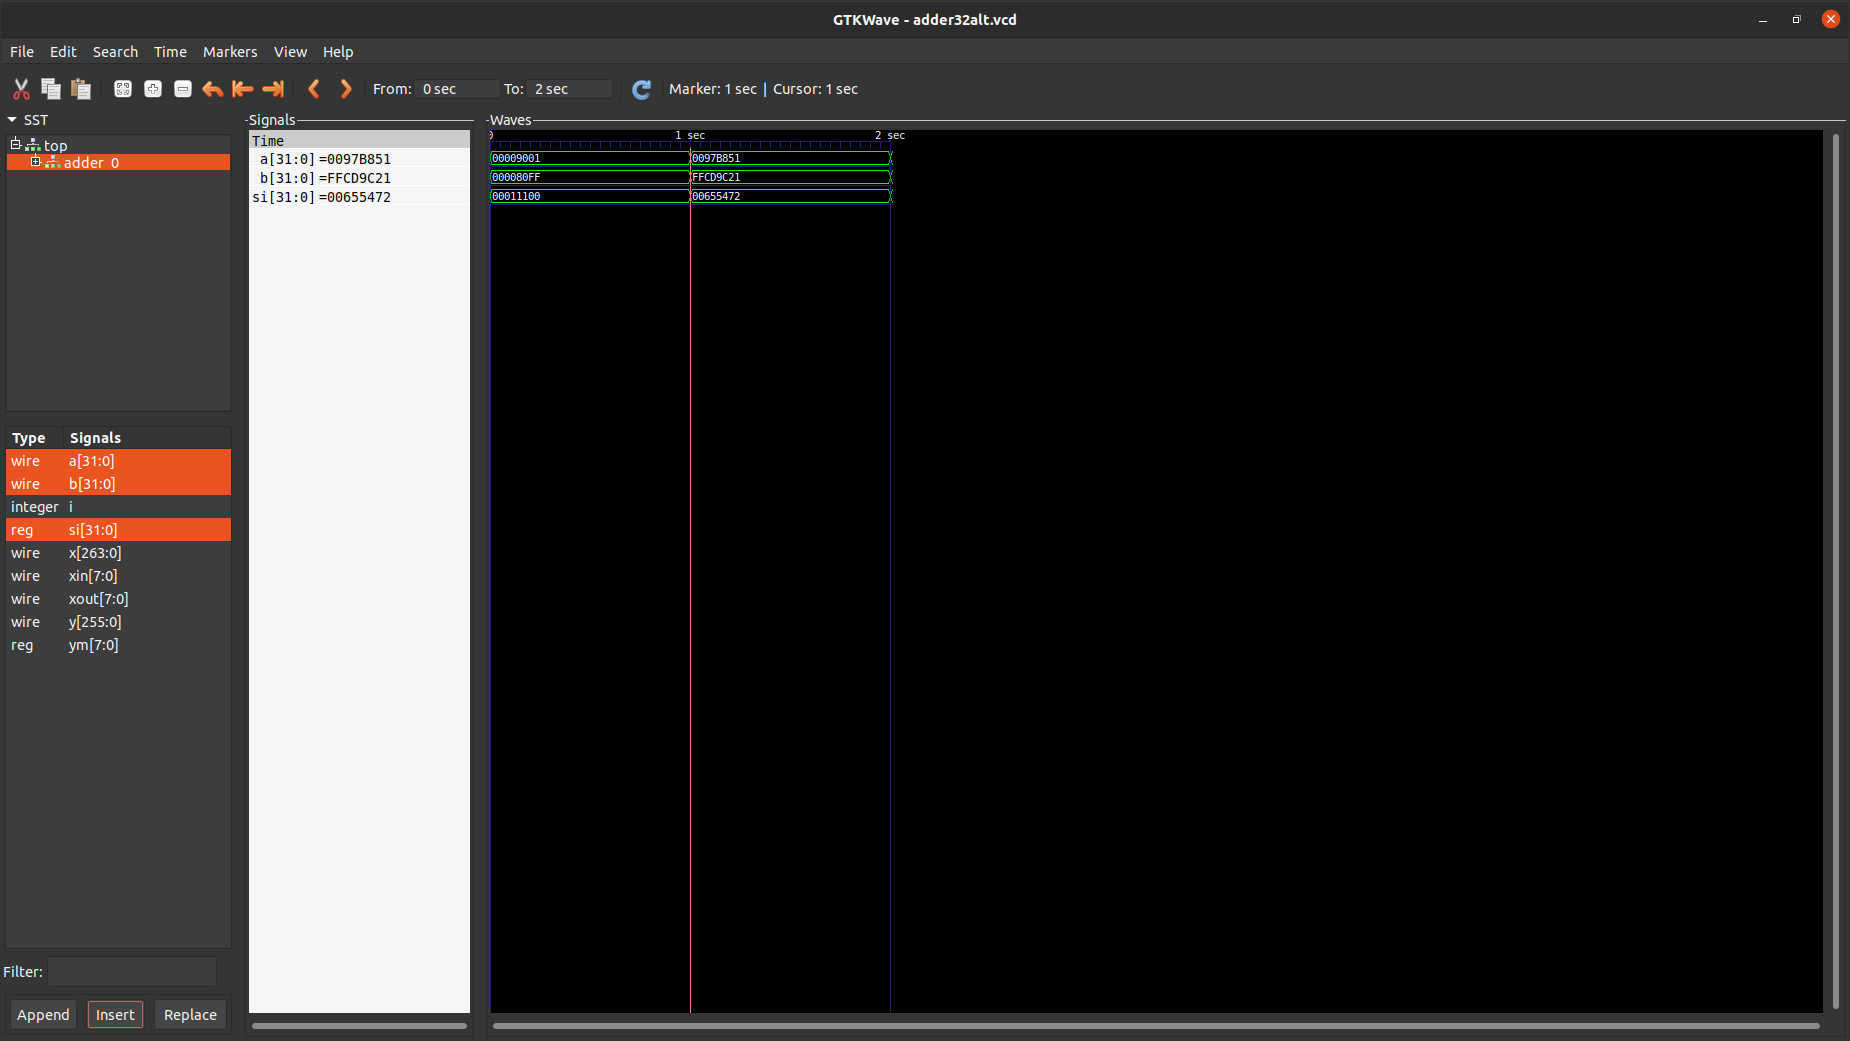 GTKWave - adder32alt.vcd
File Edit Search Time Markers View Help
From: 0 sec To: 2 sec Marker: 1 sec | Cursor: 1 sec
SST
top
adder_0
Type Signals
wire a[31:0]
wire b[31:0]
integer i
reg si[31:0]
wire x[263:0]
wire xin[7:0]
wire xout[7:0]
wire y[255:0]
reg ym[7:0]
Filter:
Append Insert Replace
Signals
Time
a[31:0]=0097B851
b[31:0]=FFCD9C21
si[31:0]=00655472
Waves
0 1 sec 2 sec
00009001 0097B851
000080FF FFCD9C21
00011100 00655472